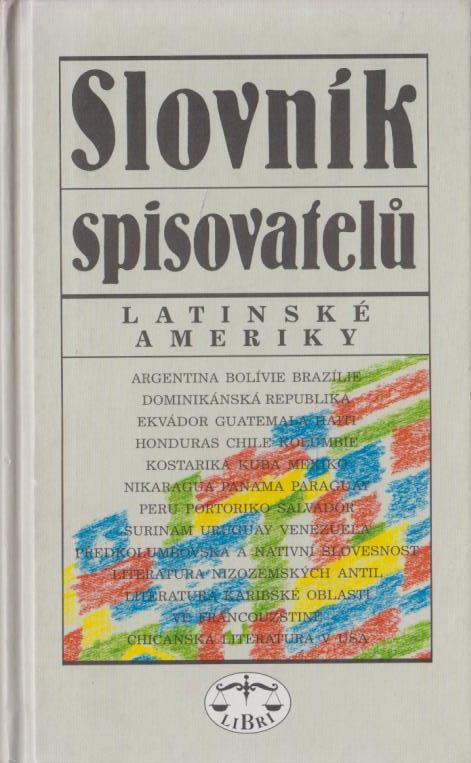 Slovník
spisovatelů
LATINSKÉ
AMERIKY
ARGENTINA BOLÍVIE BRAZÍLIE
DOMINIKÁNSKÁ REPUBLIKA
EKVÁDOR GUATEMALA HAITI
HONDURAS CHILE KOLUMBIE
KOSTARIKA KUBA MEXIKO
NIKARAGUA PANAMA PARAGUAY
PERU PORTORIKO SALVADOR
SURINAM URUGUAY VENEZUELA
PŘEDKOLUMBOVSKÁ A NATIVNÍ SLOVESNOST
LITERATURA NIZOZEMSKÝCH ANTIL
LITERATURA KARIBSKÉ OBLASTI
VE FRANCOUZŠTINĚ
CHICANSKÁ LITERATURA V USA
LIBRI